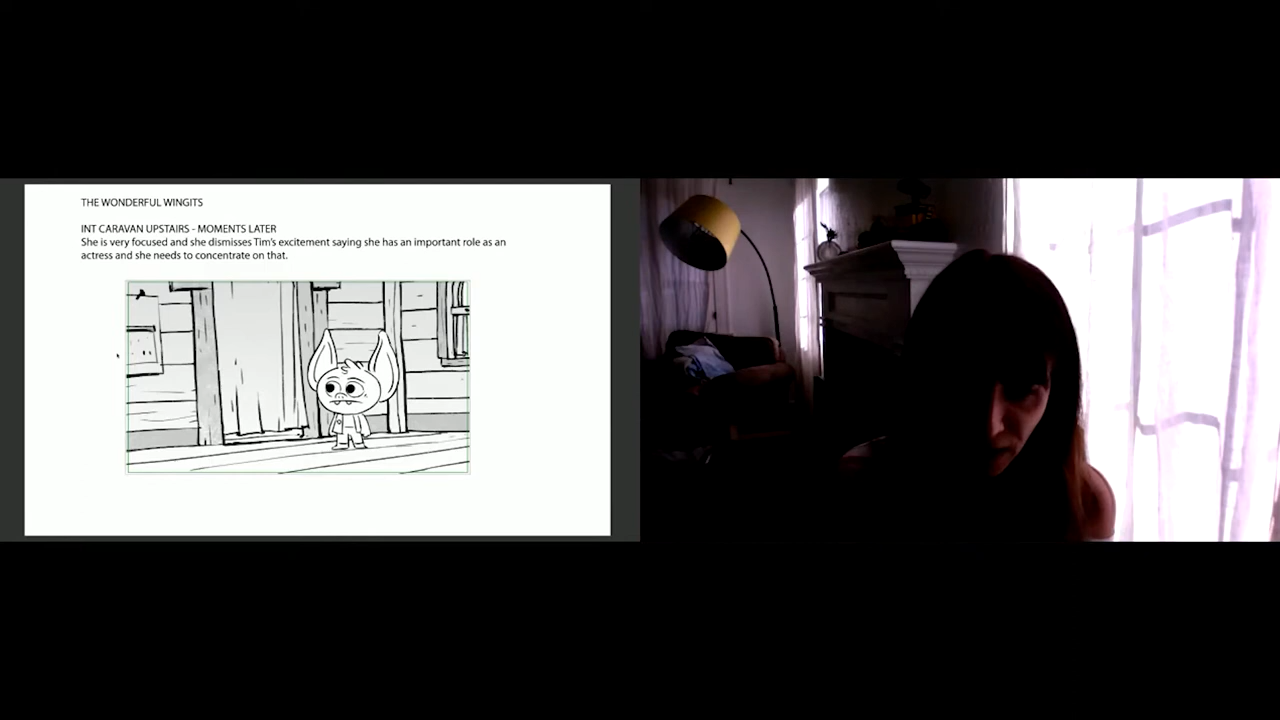 THE WONDERFUL WINGITS
INT CARAVAN UPSTAIRS - MOMENTS LATER
She is very focused and she dismisses Tim's excitement saying she has an important role as an
actress and she needs to concentrate on that.